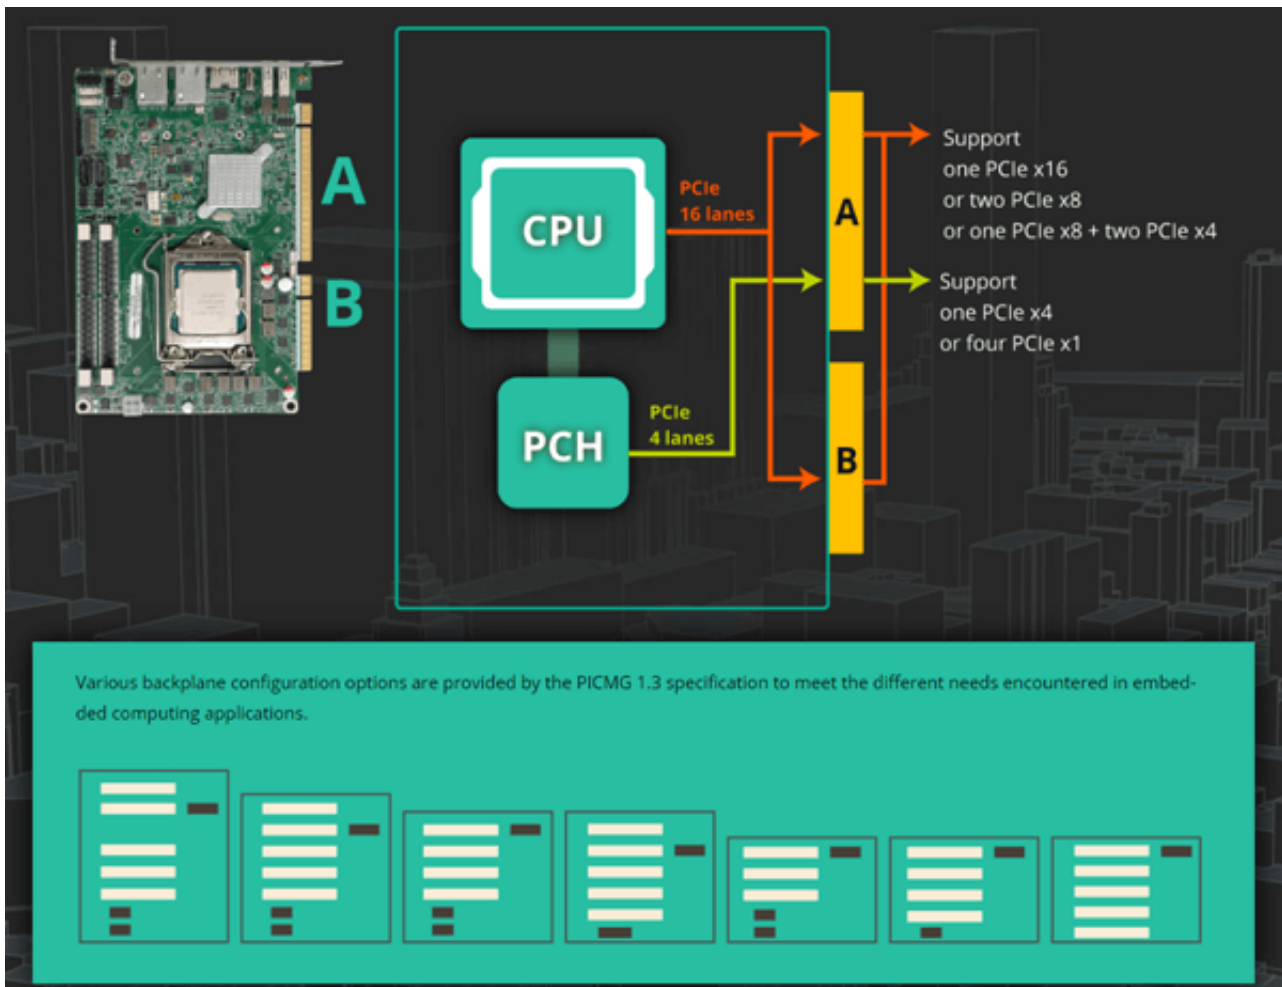 A
B
CPU
PCH
PCIe
16 lanes
PCIe
4 lanes
A
B
Support
one PCIe x16
or two PCIe x8
or one PCIe x8 + two PCIe x4
Support
one PCIe x4
or four PCIe x1
Various backplane configuration options are provided by the PICMG 1.3 specification to meet the different needs encountered in embed-
ded computing applications.